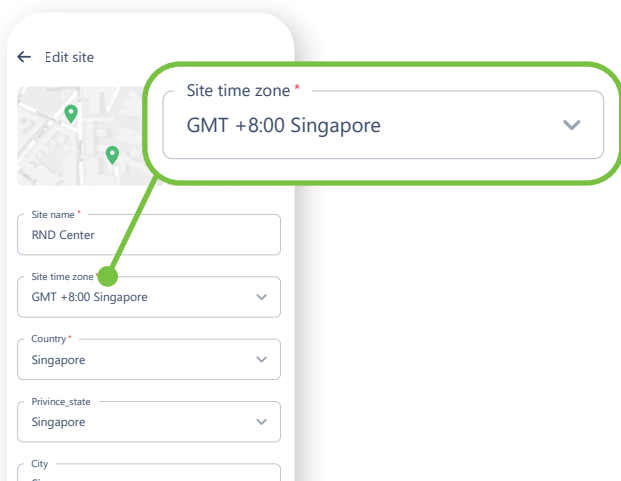 Edit site
Site time zone *
GMT +8:00 Singapore
Site name *
RND Center
Site time zone *
GMT +8:00 Singapore
Country *
Singapore
Privince_state
Singapore
City